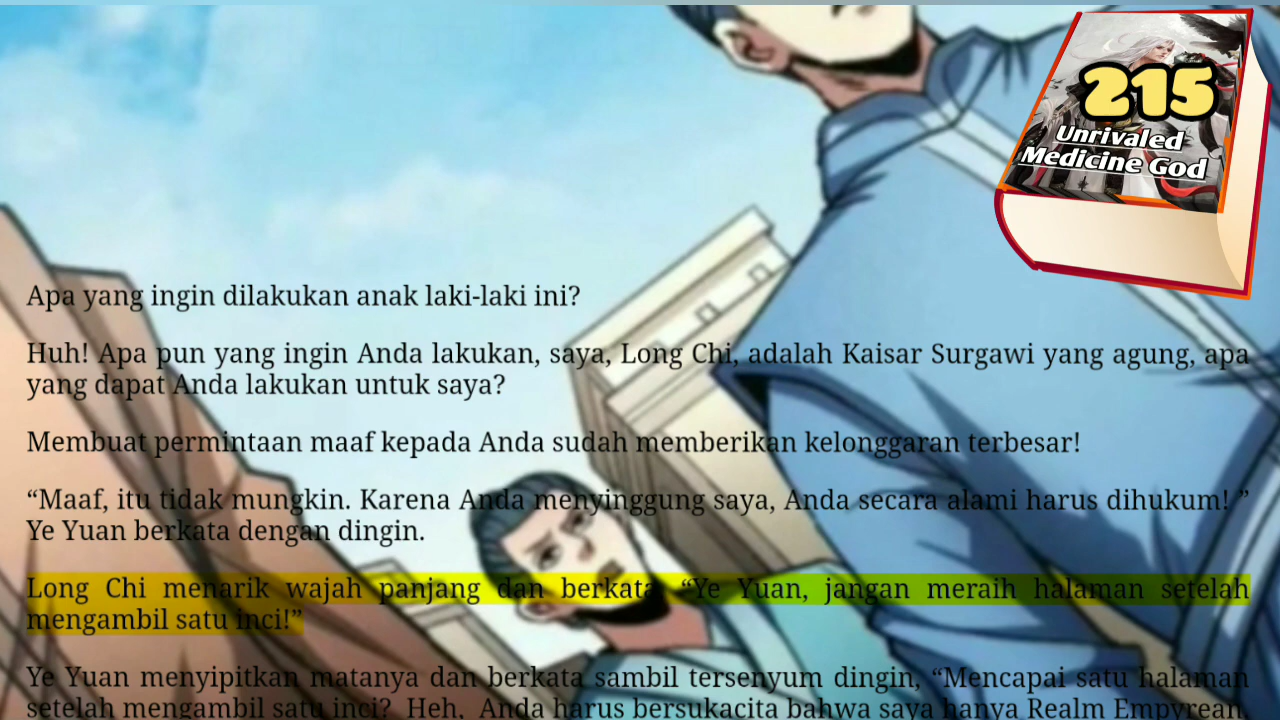 215
Unrivaled
Medicine God
Apa yang ingin dilakukan anak laki-laki ini?
Huh! Apa pun yang ingin Anda lakukan, saya, Long Chi, adalah Kaisar Surgawi yang agung, apa
yang dapat Anda lakukan untuk saya?
Membuat permintaan maaf kepada Anda sudah memberikan kelonggaran terbesar!
“Maaf, itu tidak mungkin. Karena Anda menyinggung saya, Anda secara alami harus dihukum! ”
Ye Yuan berkata dengan dingin.
Long Chi menarik wajah panjang dan berkata, “Ye Yuan, jangan meraih halaman setelah
mengambil satu inci!”
Ye Yuan menyipitkan matanya dan berkata sambil tersenyum dingin, “Mencapai satu halaman
setelah mengambil satu inci? Heh, Anda harus bersukacita bahwa saya hanya Realm Empyrean.